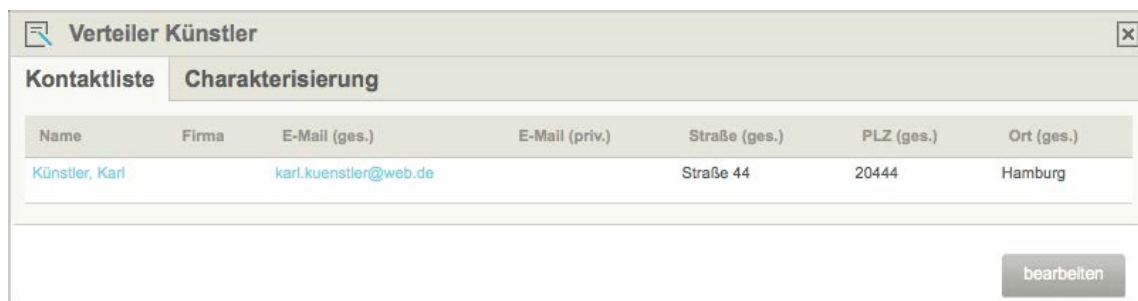 Verteiler Künstler
Kontaktliste Charakterisierung
Name Firma E-Mail (ges.) E-Mail (priv.) Straße (ges.) PLZ (ges.) Ort (ges.)
Künstler, Karl karl.kuenstler@web.de Straße 44 20444 Hamburg
bearbeiten